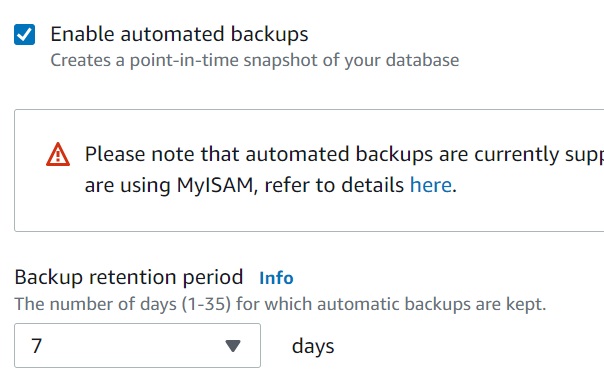 Enable automated backups
Creates a point-in-time snapshot of your database
Please note that automated backups are currently
are using MyISAM, refer to details here.
Backup retention period Info
The number of days (1-35) for which automatic backups are kept.
7 days